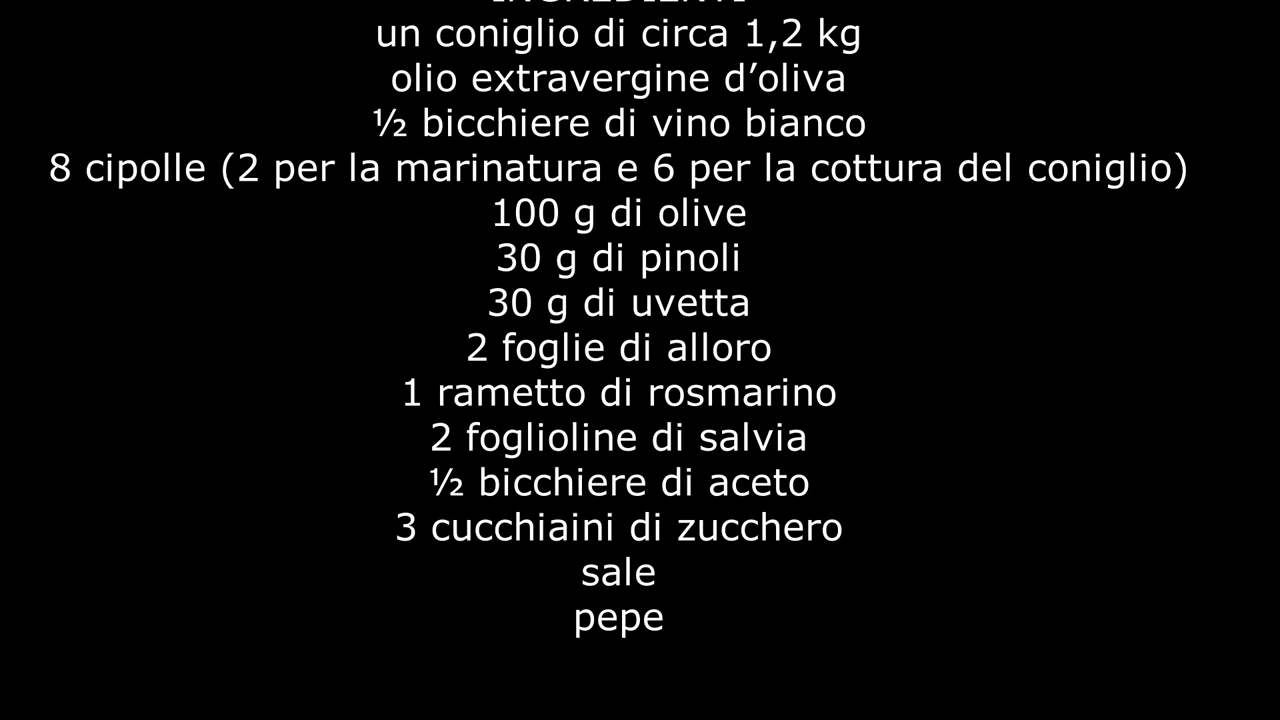 INGREDIENTI
un coniglio di circa 1,2 kg
olio extravergine d’oliva
½ bicchiere di vino bianco
8 cipolle (2 per la marinatura e 6 per la cottura del coniglio)
100 g di olive
30 g di pinoli
30 g di uvetta
2 foglie di alloro
1 rametto di rosmarino
2 foglioline di salvia
½ bicchiere di aceto
3 cucchiaini di zucchero
sale
pepe